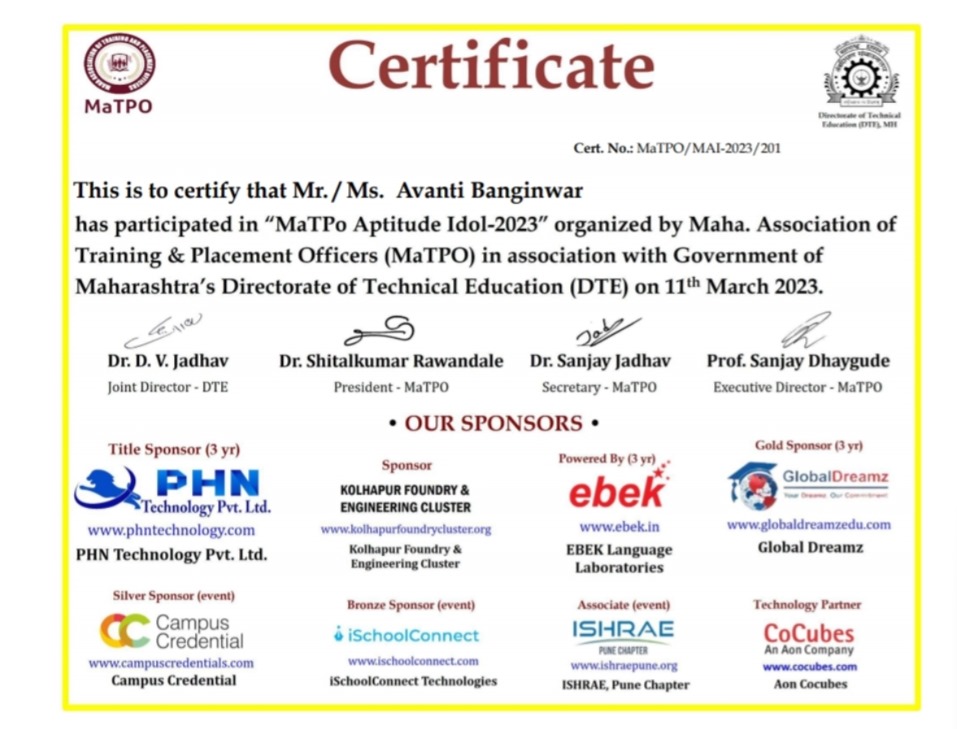 Certificate
MaTPO
Directorate of Technical
Education (DTE), MH
Cert. No.: MaTPO/MAI-2023/201
This is to certify that Mr. / Ms. Avanti Banginwar
has participated in “MaTPo Aptitude Idol-2023” organized by Maha. Association of
Training & Placement Officers (MaTPO) in association with Government of
Maharashtra’s Directorate of Technical Education (DTE) on 11th March 2023.
Dr. D. V. Jadhav
Joint Director - DTE
Dr. Shitalkumar Rawandale
President - MaTPO
Dr. Sanjay Jadhav
Secretary - MaTPO
Prof. Sanjay Dhaygude
Executive Director - MaTPO
• OUR SPONSORS •
Title Sponsor (3 yr)
PHN
Technology Pvt. Ltd.
www.phntechnology.com
PHN Technology Pvt. Ltd.
Sponsor
KOLHAPUR FOUNDRY &
ENGINEERING CLUSTER
www.kolhapurfoundrycluster.org
Kolhapur Foundry &
Engineering Cluster
Powered By (3 yr)
ebek
www.ebek.in
EBEK Language
Laboratories
Gold Sponsor (3 yr)
GlobalDreamz
Your Dreams. Our Commitment
www.globaldreamzedu.com
Global Dreamz
Silver Sponsor (event)
Campus
Credential
www.campuscredentials.com
Campus Credential
Bronze Sponsor (event)
iSchoolConnect
www.ischoolconnect.com
iSchoolConnect Technologies
Associate (event)
ISHRAE
PUNE CHAPTER
www.ishraepune.org
ISHRAE, Pune Chapter
Technology Partner
CoCubes
An Aon Company
www.cocubes.com
Aon Cocubes